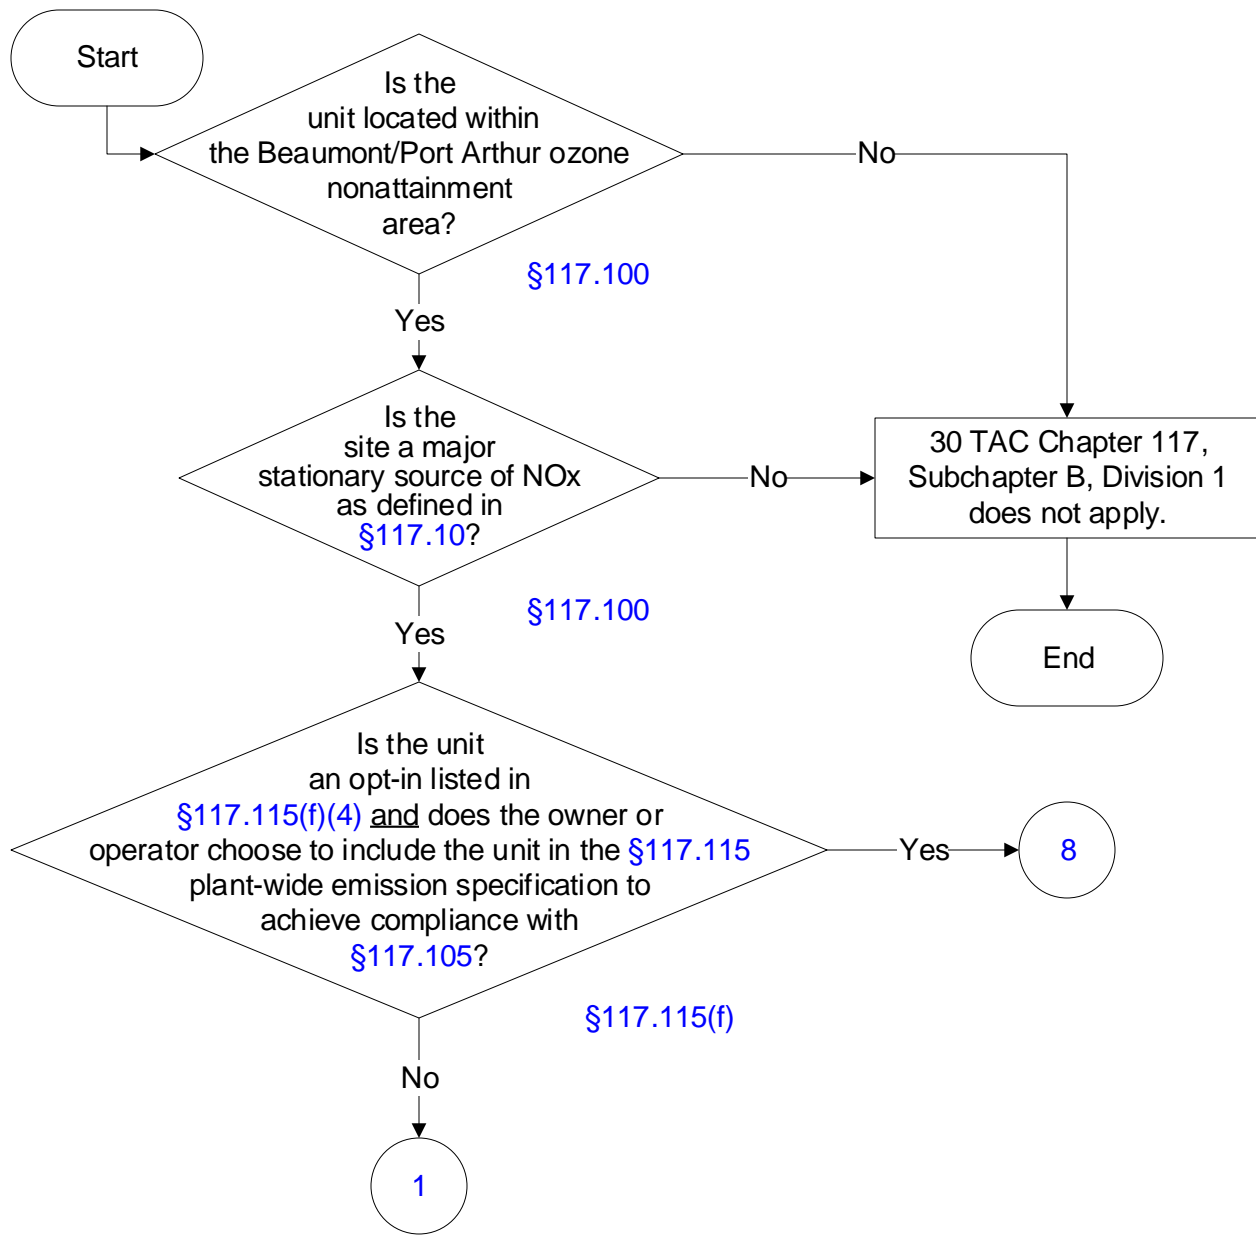 Start
Is the
unit located within
the Beaumont/Port Arthur ozone
nonattainment
area?
No
§117.100
Yes
Is the
site a major
stationary source of NOx
as defined in
§117.10?
No
30 TAC Chapter 117,
Subchapter B, Division 1
does not apply.
§117.100
Yes
End
Is the unit
an opt-in listed in
§117.115(f)(4) and does the owner or
operator choose to include the unit in the §117.115
plant-wide emission specification to
achieve compliance with
§117.105?
Yes
8
§117.115(f)
No
1